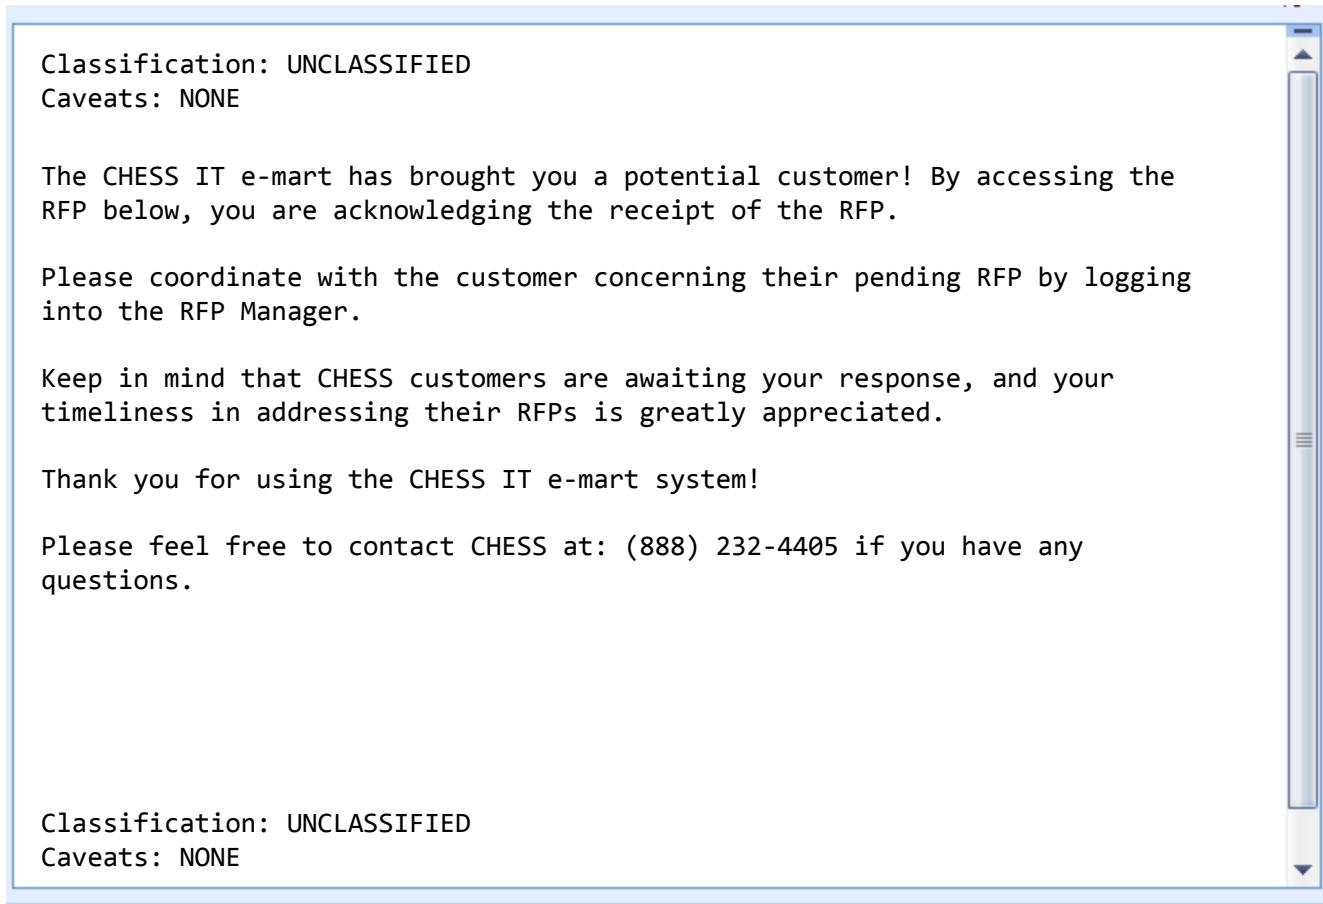 Classification: UNCLASSIFIED
Caveats: NONE
The CHESS IT e-mart has brought you a potential customer! By accessing the
RFP below, you are acknowledging the receipt of the RFP.
Please coordinate with the customer concerning their pending RFP by logging
into the RFP Manager.
Keep in mind that CHESS customers are awaiting your response, and your
timeliness in addressing their RFPs is greatly appreciated.
Thank you for using the CHESS IT e-mart system!
Please feel free to contact CHESS at: (888) 232-4405 if you have any
questions.
Classification: UNCLASSIFIED
Caveats: NONE